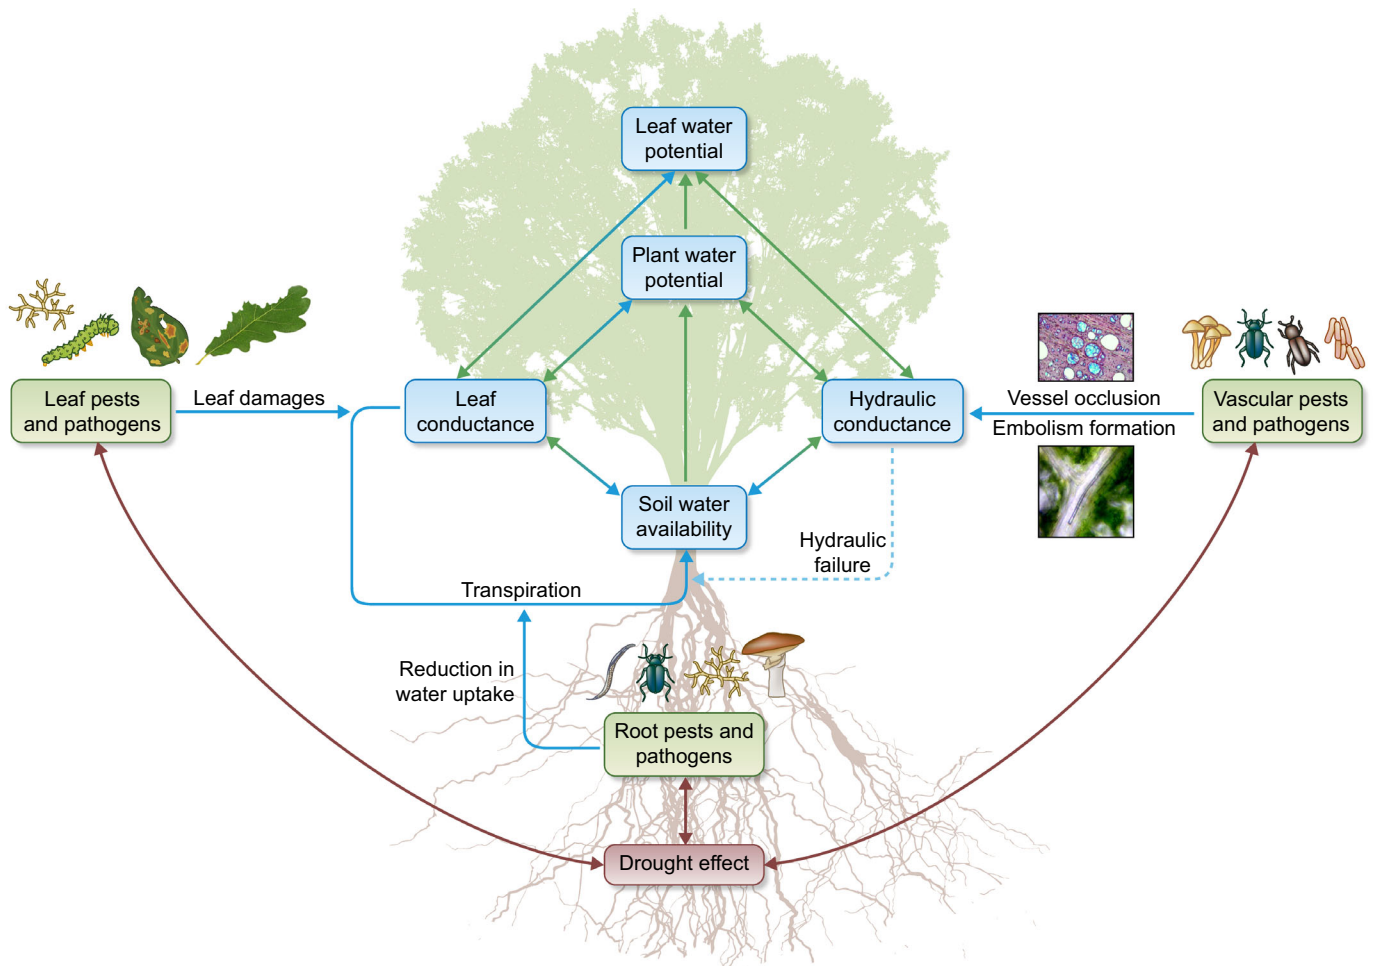 Leaf water
potential
Plant water
potential
Leaf pests
and pathogens
Leaf damages
Leaf
conductance
Hydraulic
conductance
Vessel occlusion
Embolism formation
Vascular pests
and pathogens
Soil water
availability
Hydraulic
failure
Transpiration
Reduction in
water uptake
Root pests and
pathogens
Drought effect